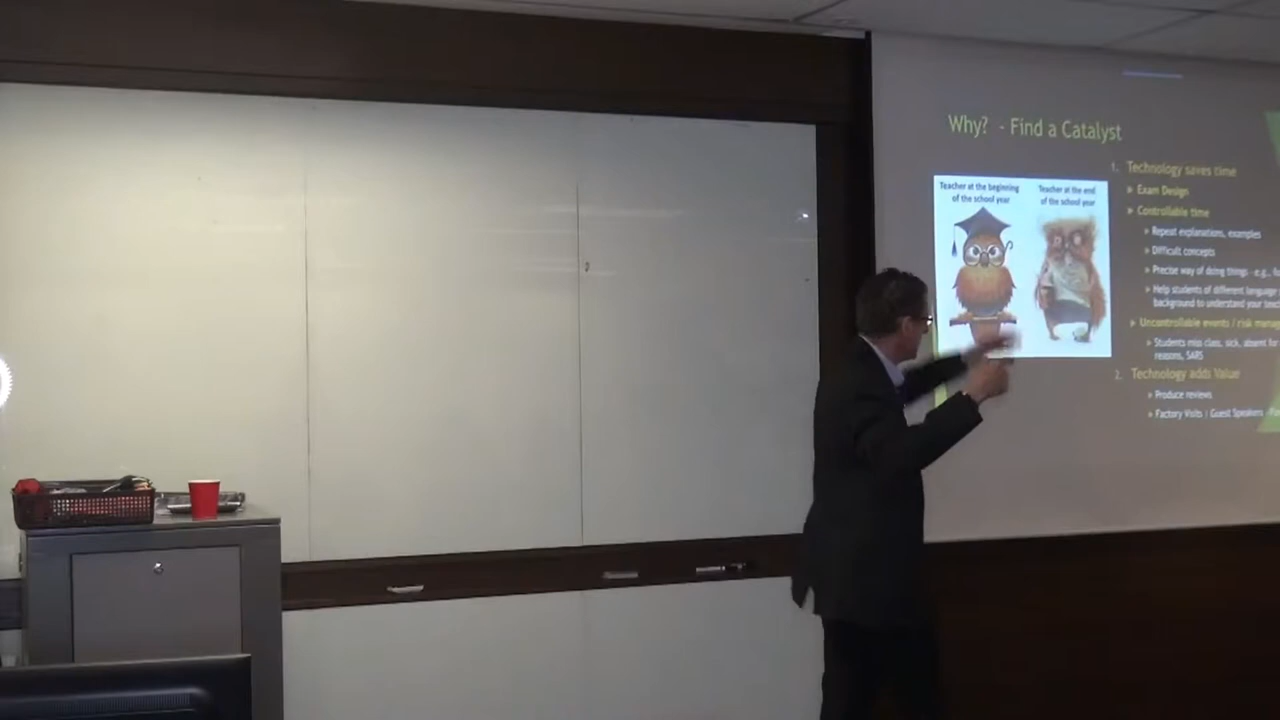 Why? - Find a Catalyst
Teacher at the beginning
of the school year
Teacher at the end
of the school year
1. Technology saves time
» Exam Design
» Controllable time
» Repeat explanations, examples
» Difficult concepts
» Precise way of doing things - e.g.,
» Help students of different language
background to understand your
» Uncontrollable events / risk
» Students miss class, sick, absent for
reasons, SARS
2. Technology adds Value
» Produce reviews
» Factory Visits | Guest Speakers -